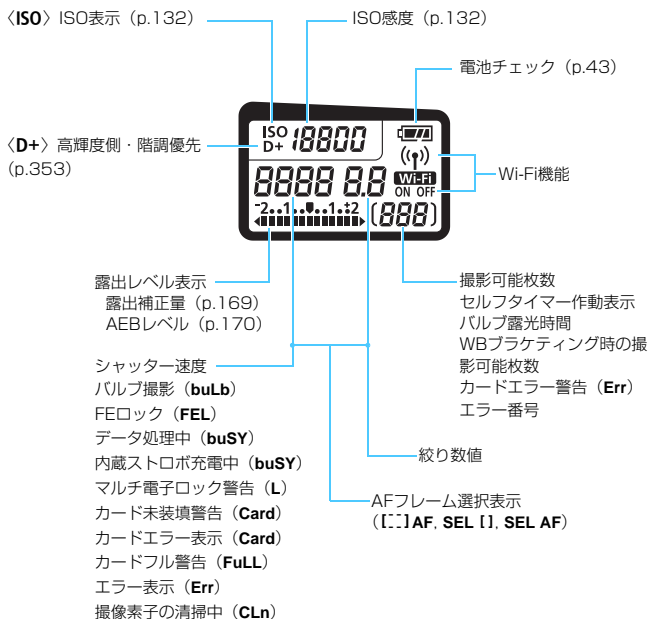 〈ISO〉ISO表示（p.132）
ISO感度（p.132）
電池チェック（p.43）
〈D+〉高輝度側・階調優先
（p.353）
ISO
D+
18800
Wi-Fi
ON OFF
8888 8.8
-2..1..▼..1.+2
(888)
Wi-Fi機能
露出レベル表示
露出補正量（p.169）
AEBレベル（p.170）
撮影可能枚数
セルフタイマー作動表示
バルブ露光時間
WBブラケティング時の撮
影可能枚数
カードエラー警告（Err）
エラー番号
シャッター速度
バルブ撮影（buLb）
FEロック（FEL）
データ処理中（buSY）
内蔵ストロボ充電中（buSY）
マルチ電子ロック警告（L）
カード未装填警告（Card）
カードエラー表示（Card）
カードフル警告（FuLL）
エラー表示（Err）
撮像素子の清掃中（CLn）
絞り数値
AFフレーム選択表示
（[ ] AF, SEL [ ], SEL AF）